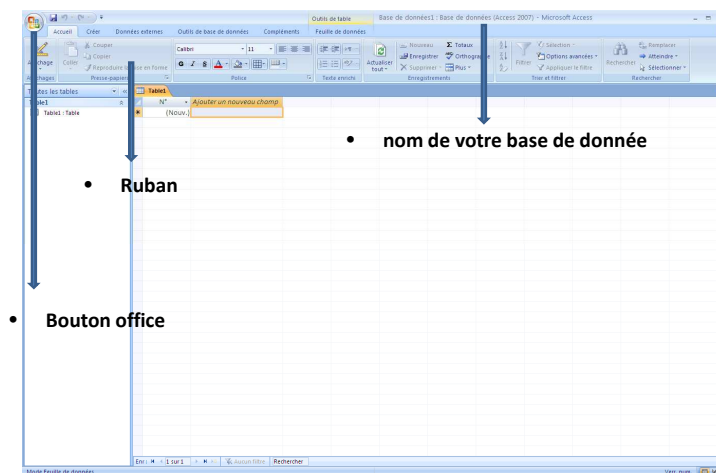 Outils de table Base de données1 : Base de données (Access 2007) - Microsoft Access
Accueil Créer Données externes Outils de base de données Compléments Feuille de données
Affichage Coller Couper Calibri 11 Actualiser tout Nouveau Totaux Filtrer Sélection Rechercher Remplacer
Copier Enregistrer Orthographe Options avancées Atteindre
Reproduire la mise en forme G I S A Supprimer Plus Appliquer le filtre Sélectionner
Affichages Presse-papiers Police Texte enrichi Enregistrements Trier et filtrer Rechercher
Toutes les tables Table1
Table1 N° Ajouter un nouveau champ
Table1 : Table (Nouv.)
• nom de votre base de donnée
• Ruban
• Bouton office
Enr : 1 sur 1 Aucun filtre Rechercher
Mode Feuille de données Verr. num.